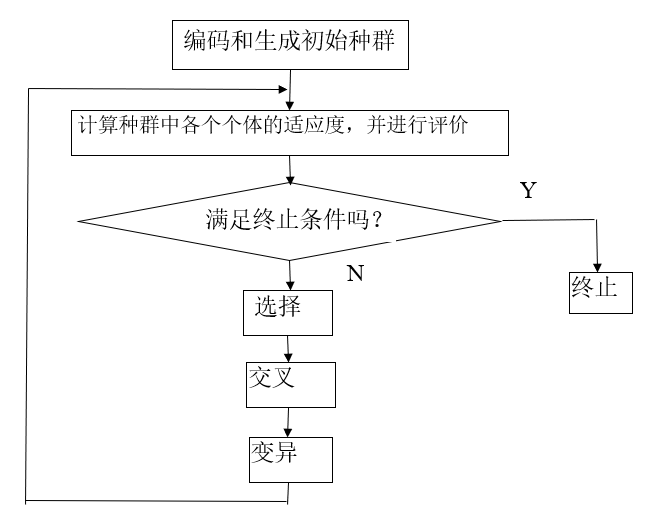 编码和生成初始种群
计算种群中各个个体的适应度，并进行评价
Y
满足终止条件吗？
N
终止
选择
交叉
变异